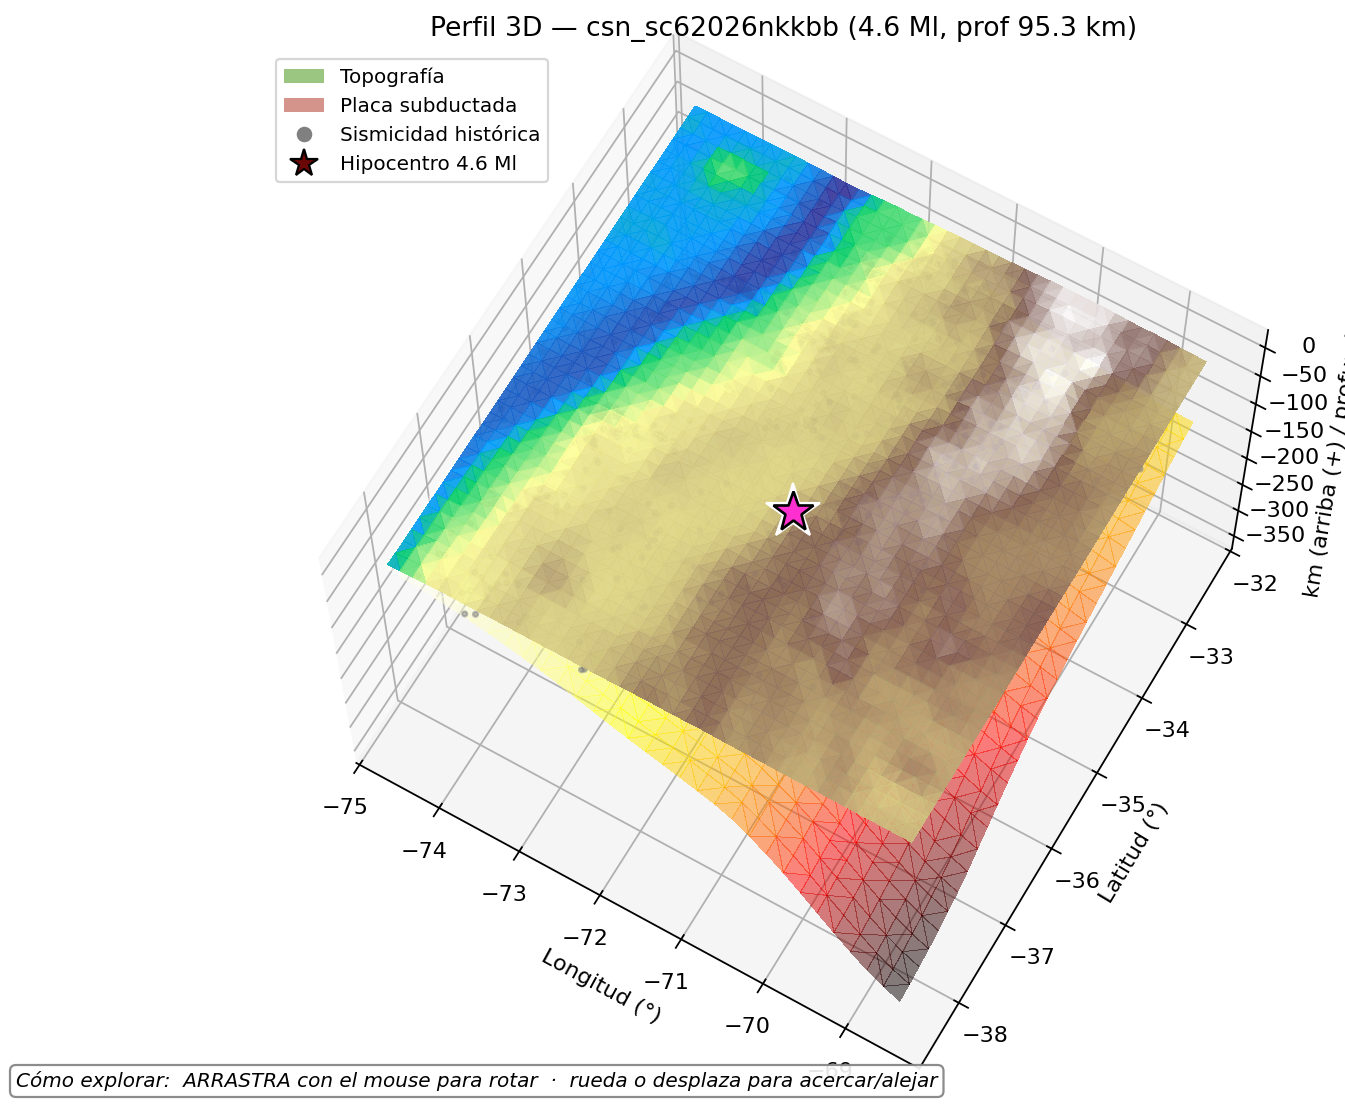 Perfil 3D — csn_sc62026nkkbb (4.6 Ml, prof 95.3 km)
Topografía
Placa subductada
Sismicidad histórica
Hipocentro 4.6 Ml
0
−50
−100
−150
−200
−250
−300
−350
km (arriba (+) /
−32
−33
−34
−35
−36
−37
−38
Latitud (°)
−75
−74
−73
−72
−71
−70
−69
Longitud (°)
Cómo explorar:  ARRASTRA con el mouse para rotar  ·  rueda o desplaza para acercar/alejar